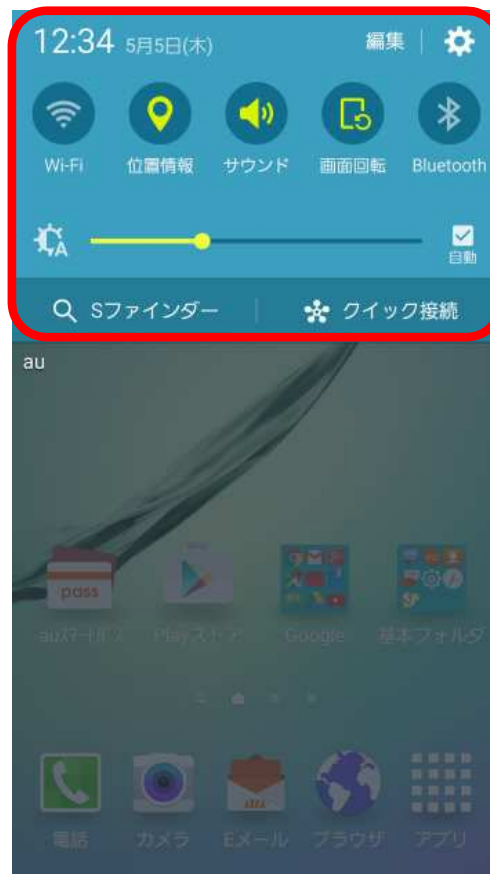 12:34 5月5日(木) 編集
Wi-Fi 位置情報 サウンド 画面回転 Bluetooth
A
自動
Sファインダー クイック接続
au
pass
auスマートパス Playストア Google 基本フォルダ
電話 カメラ Eメール ブラウザ アプリ